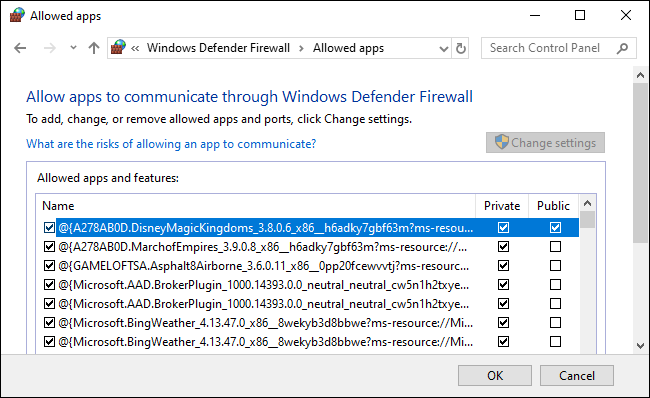 Allowed apps
« Windows Defender Firewall > Allowed apps
Search Control Panel
Allow apps to communicate through Windows Defender Firewall
To add, change, or remove allowed apps and ports, click Change settings.
What are the risks of allowing an app to communicate?
Change settings
Allowed apps and features:
Name Private Public
@{A278AB0D.DisneyMagicKingdoms_3.8.0.6_x86__h6adky7gbf63m?ms-resou...
@{A278AB0D.MarchofEmpires_3.9.0.8_x86__h6adky7gbf63m?ms-resource://...
@{GAMELOFTSA.Asphalt8Airborne_3.6.0.11_x86__0pp20fcewvvtj?ms-resourc...
@{Microsoft.AAD.BrokerPlugin_1000.14393.0.0_neutral_neutral_cw5n1h2txye...
@{Microsoft.AAD.BrokerPlugin_1000.14393.0.0_neutral_neutral_cw5n1h2txye...
@{Microsoft.BingWeather_4.13.47.0_x86__8wekyb3d8bbwe?ms-resource://Mi...
@{Microsoft.BingWeather_4.13.47.0_x86__8wekyb3d8bbwe?ms-resource://Mi...
OK Cancel